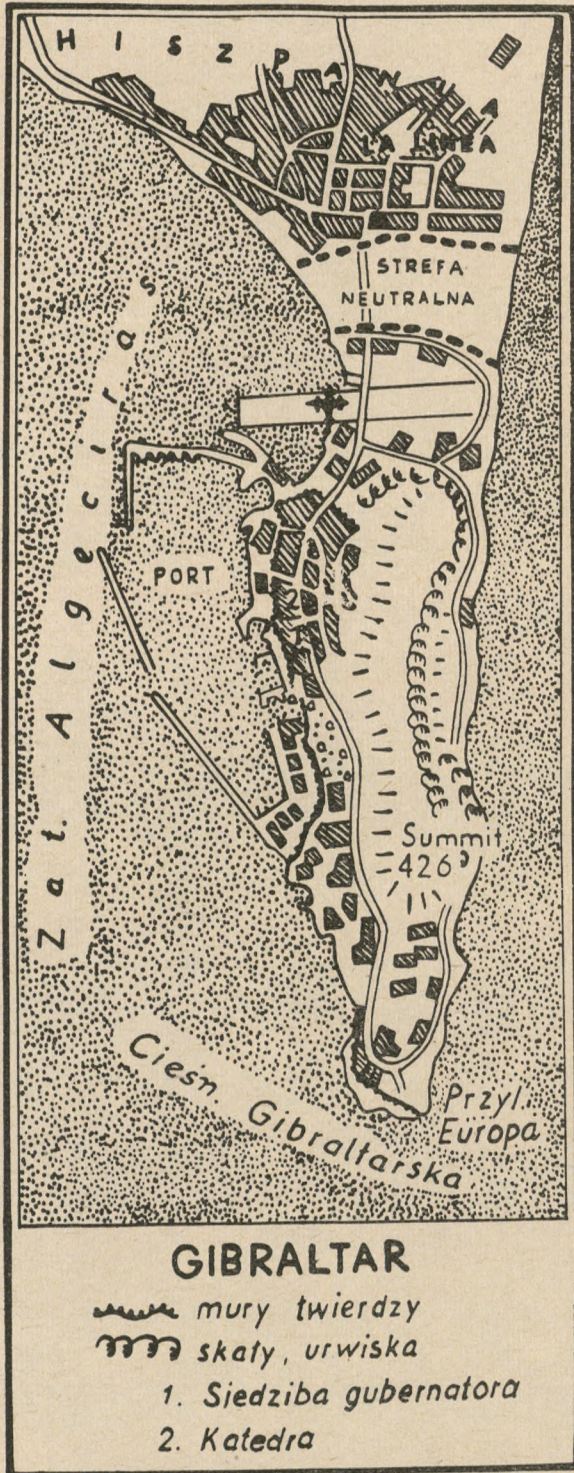 HISZPANIA
LA LINEA
STREFA
NEUTRALNA
Zat. Algeciras
PORT
Summit
426
Cieśn. Gibraltarska
Przyl.
Europa
GIBRALTAR
mury twierdzy
skały, urwiska
1. Siedziba gubernatora
2. Katedra